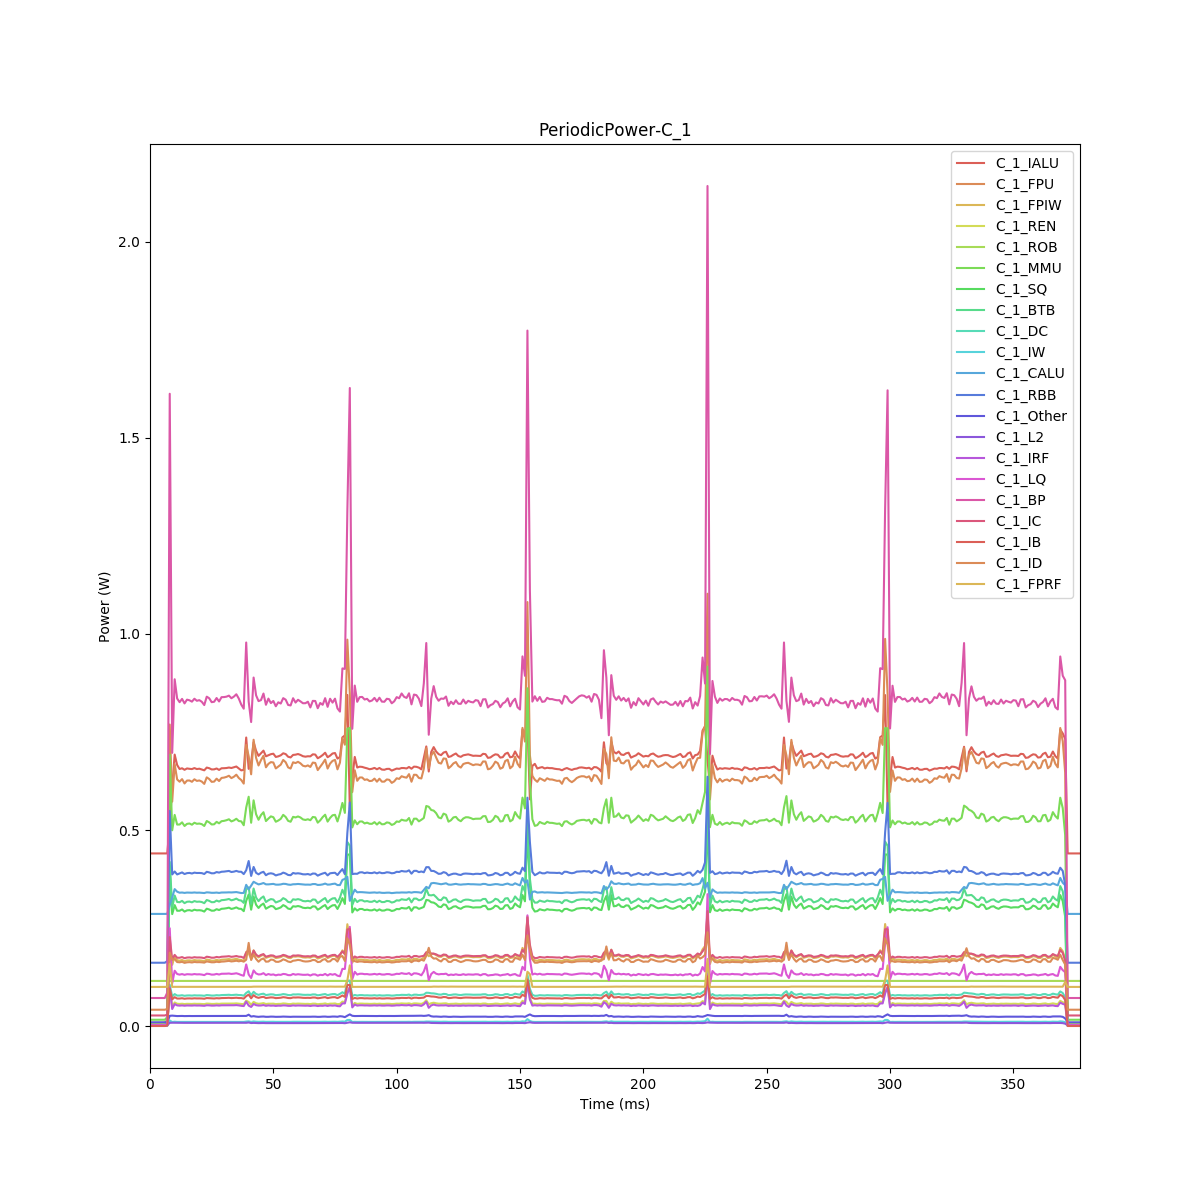 PeriodicPower-C_1
C_1_IALU
C_1_FPU
C_1_FPIW
C_1_REN
C_1_ROB
C_1_MMU
C_1_SQ
C_1_BTB
C_1_DC
C_1_IW
C_1_CALU
C_1_RBB
C_1_Other
C_1_L2
C_1_IRF
C_1_LQ
C_1_BP
C_1_IC
C_1_IB
C_1_ID
C_1_FPRF
2.0
1.5
1.0
0.5
0.0
Power (W)
0 50 100 150 200 250 300 350
Time (ms)